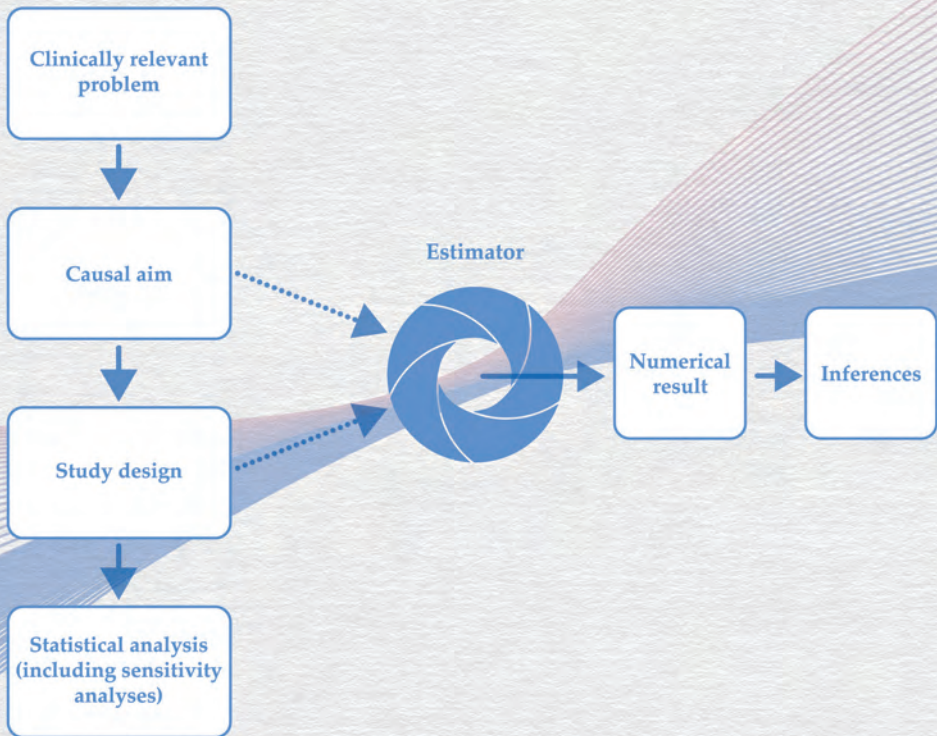 Clinically relevant
problem
Causal aim
Study design
Statistical analysis
(including sensitivity
analyses)
Estimator
Numerical
result
Inferences